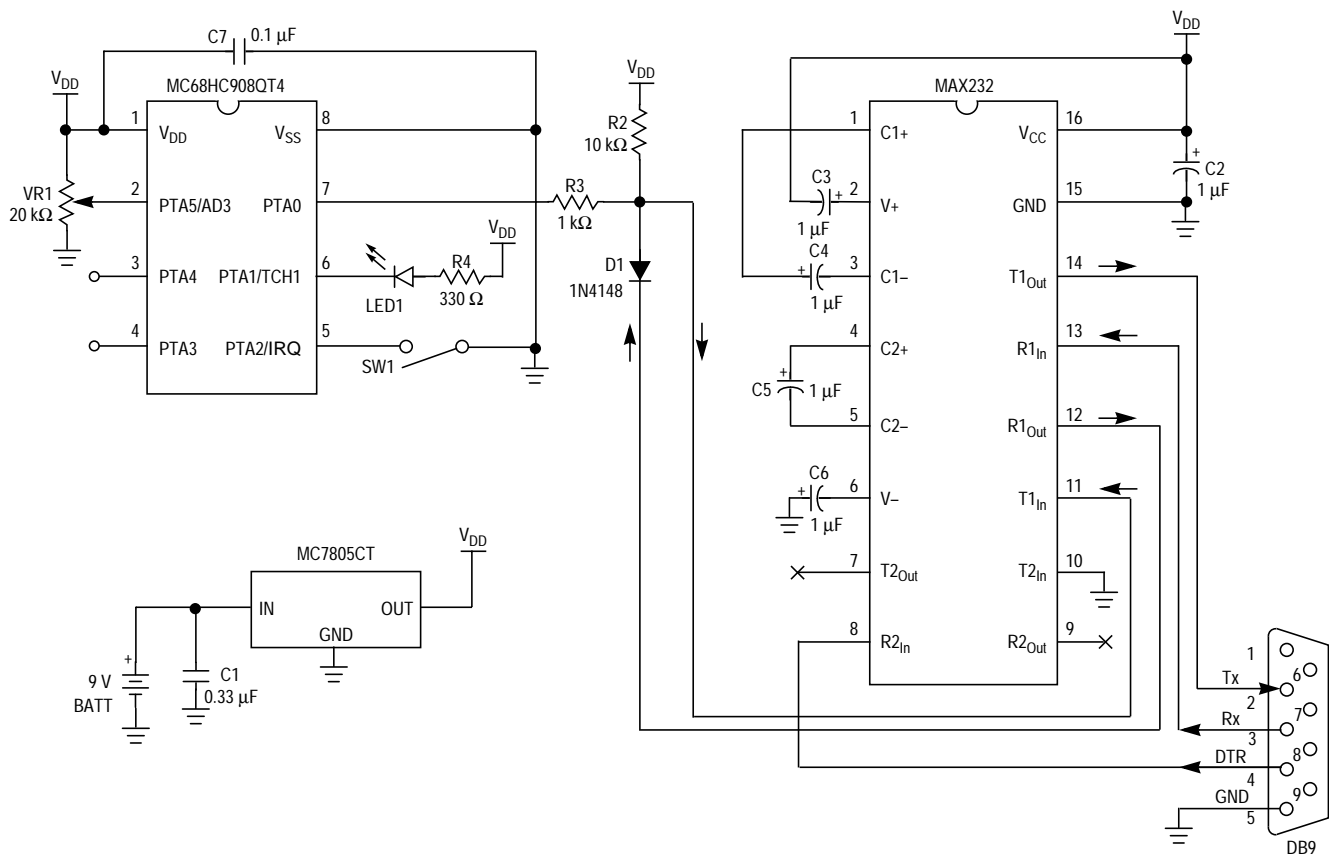 C7
0.1 µF
VDD
MC68HC908QT4
1
VDD
VSS
8
VR1
20 kΩ
2
PTA5/AD3
PTA0
7
3
PTA4
PTA1/TCH1
6
4
PTA3
PTA2/IRQ
5
LED1
R4
330 Ω
VDD
SW1
VDD
R2
10 kΩ
R3
1 kΩ
D1
1N4148
VDD
MAX232
1
C1+
VCC
16
+
C2
1 µF
C3
+
1 µF
2
V+
GND
15
C4
+
1 µF
3
C1–
T1Out
14
4
C2+
R1In
13
+
C5
1 µF
5
C2–
R1Out
12
C6
+
1 µF
6
V–
T1In
11
7
T2Out
T2In
10
8
R2In
R2Out
9
VDD
MC7805CT
IN
OUT
GND
+
9 V
BATT
C1
0.33 µF
1
6
Tx
2
7
Rx
3
8
DTR
4
9
GND
5
DB9